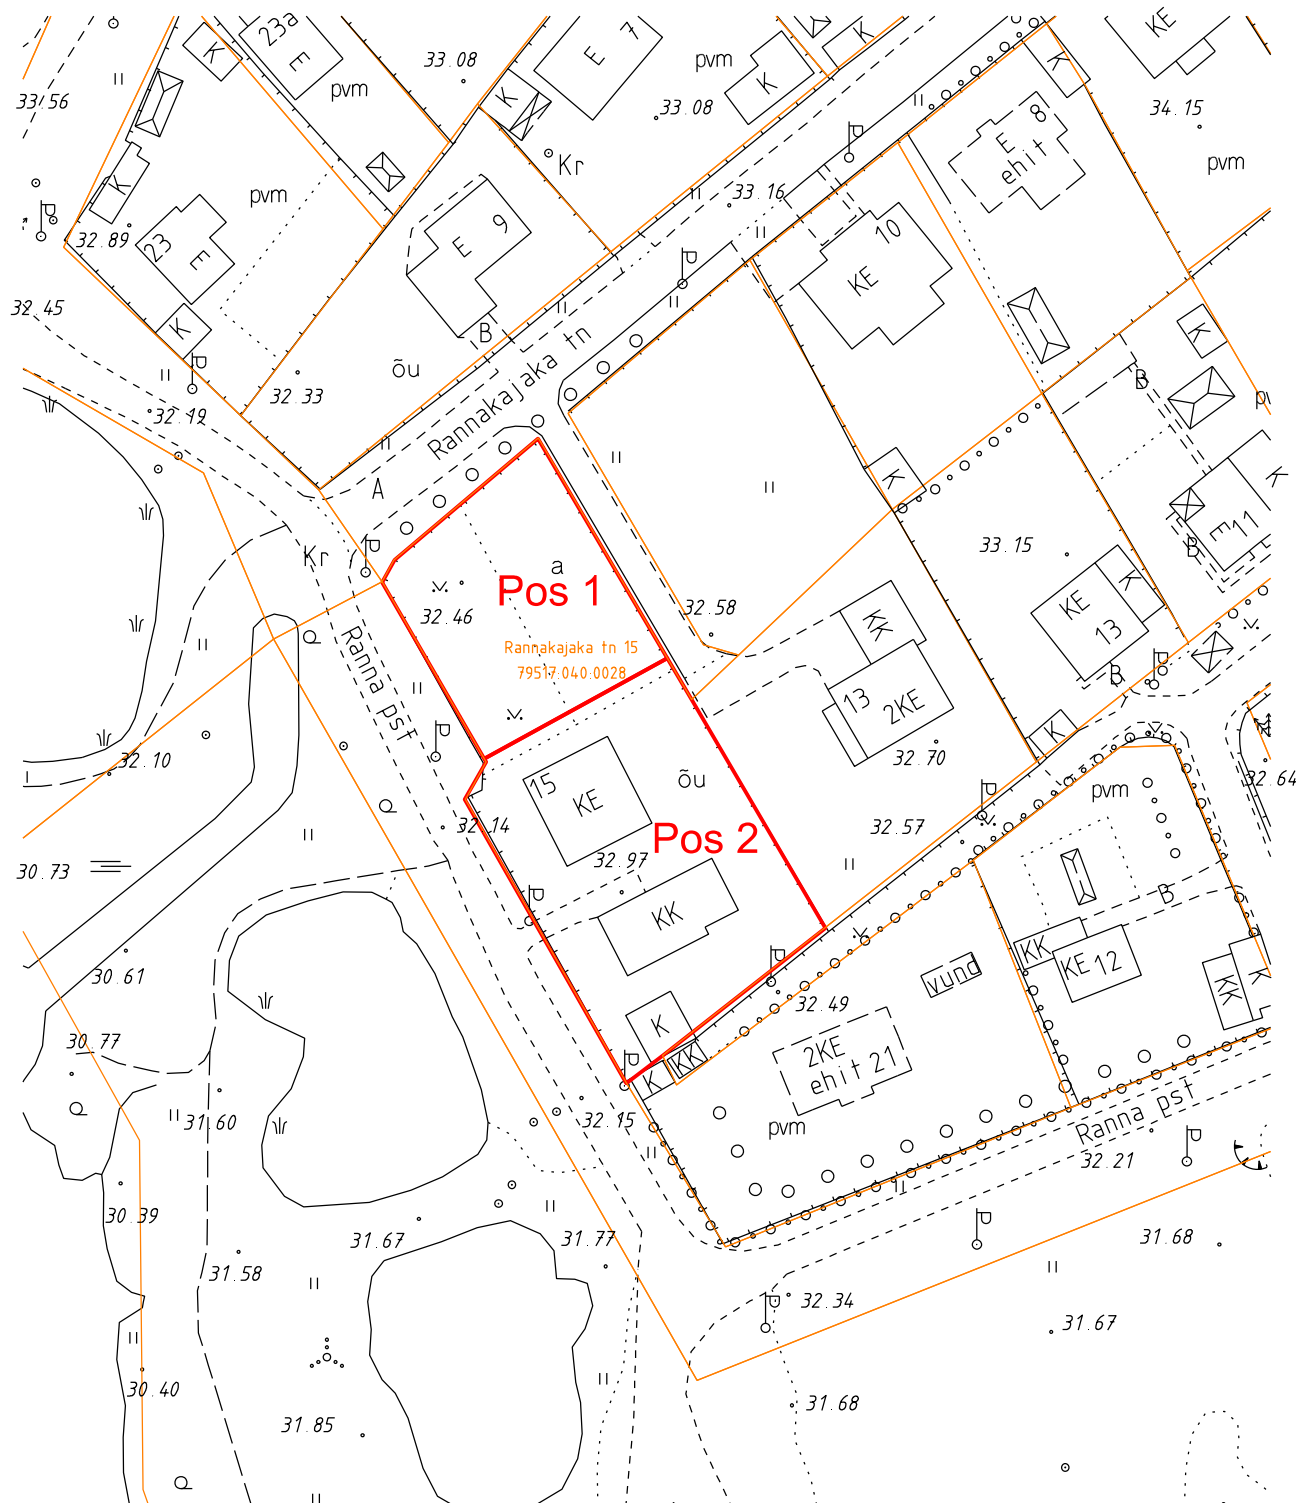 23a
E
K
pvm
33.08
E 7
K
pvm
K
K
33.08
KE
K
34.15
pvm
33.56
K
pvm
Kr
E 8
ehit
33.16
32.89
23
E
K
E 9
B
10
KE
32.45
õu
32.33
32.19
Rannakajaka tn
A
Kr
K
K
B
33.15
K
E 11
B
a
Pos 1
32.46
Rannakajaka tn 15
79517:040:0028
32.58
KE
13
K
B
KK
13
2KE
32.70
Ranna pst
õu
15
KE
K
32.64
32.10
32.14
Pos 2
32.57
pvm
30.73
32.97
KK
B
30.61
vund
KK
KE 12
K
KK
32.49
K
KK
K
2KE
ehit 21
30.77
31.60
32.15
pvm
Ranna pst
32.21
30.39
31.67
31.77
31.68
31.58
32.34
31.67
30.40
31.85
31.68